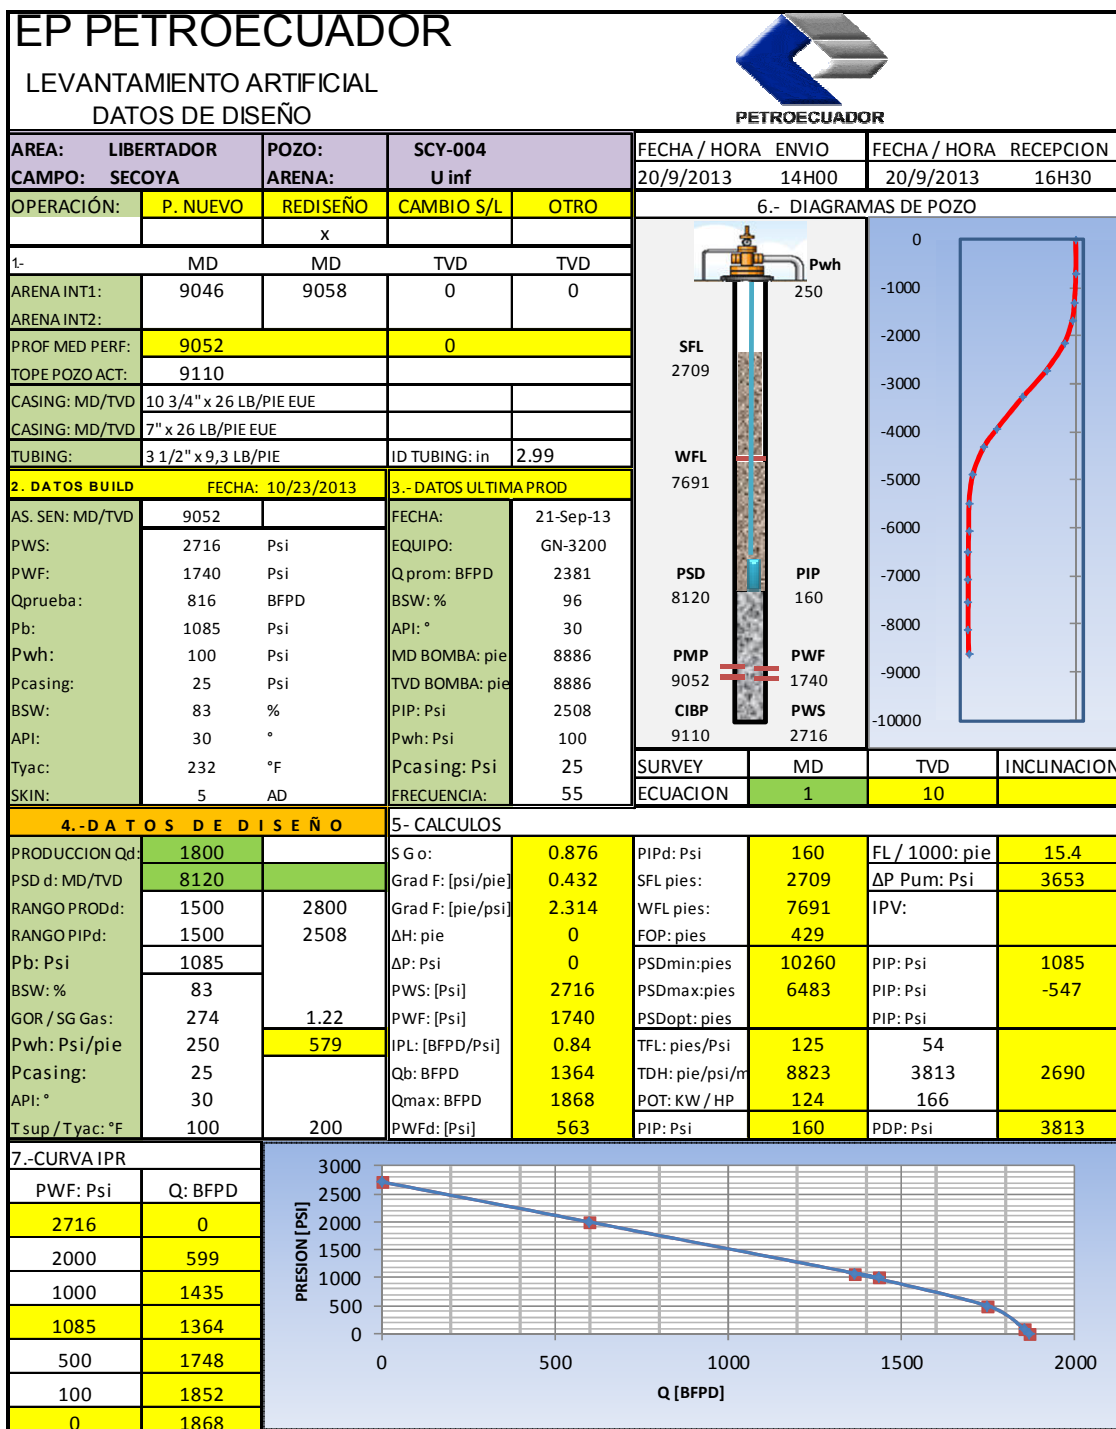 EP PETROECUADOR
LEVANTAMIENTO ARTIFICIAL
DATOS DE DISEÑO
PETROECUADOR
AREA: LIBERTADOR POZO: SCY-004 FECHA / HORA ENVIO FECHA / HORA RECEPCION
CAMPO: SECOYA ARENA: U inf 20/9/2013 14H00 20/9/2013 16H30
OPERACIÓN: P. NUEVO REDISEÑO CAMBIO S/L OTRO
x
1.- MD MD TVD TVD
ARENA INT1: 9046 9058 0 0
ARENA INT2:
PROF MED PERF: 9052 0
TOPE POZO ACT: 9110
CASING: MD/TVD 10 3/4" x 26 LB/PIE EUE
CASING: MD/TVD 7" x 26 LB/PIE EUE
TUBING: 3 1/2" x 9,3 LB/PIE ID TUBING: in 2.99
6.- DIAGRAMAS DE POZO
Pwh
250
SFL
2709
WFL
7691
PSD PIP
8120 160
PMP PWF
9052 1740
CIBP PWS
9110 2716
0
-1000
-2000
-3000
-4000
-5000
-6000
-7000
-8000
-9000
-10000
2. DATOS BUILD FECHA: 10/23/2013
AS. SEN: MD/TVD 9052
PWS: 2716 Psi
PWF: 1740 Psi
Qprueba: 816 BFPD
Pb: 1085 Psi
Pwh: 100 Psi
Pcasing: 25 Psi
BSW: 83 %
API: 30 °
Tyac: 232 °F
SKIN: 5 AD
3.- DATOS ULTIMA PROD
FECHA: 21-Sep-13
EQUIPO: GN-3200
Q prom: BFPD 2381
BSW: % 96
API: ° 30
MD BOMBA: pie 8886
TVD BOMBA: pie 8886
PIP: Psi 2508
Pwh: Psi 100
Pcasing: Psi 25
FRECUENCIA: 55
SURVEY MD TVD INCLINACION
ECUACION 1 10
4.-D A T O S D E D I S E Ñ O
PRODUCCION Qd: 1800
PSD d: MD/TVD 8120
RANGO PRODd: 1500 2800
RANGO PIPd: 1500 2508
Pb: Psi 1085
BSW: % 83
GOR / SG Gas: 274 1.22
Pwh: Psi/pie 250 579
Pcasing: 25
API: ° 30
T sup / Tyac: °F 100 200
5- CALCULOS
S G o: 0.876 PIPd: Psi 160 FL / 1000: pie 15.4
Grad F: [psi/pie] 0.432 SFL pies: 2709 ΔP Pum: Psi 3653
Grad F: [pie/psi] 2.314 WFL pies: 7691 IPV:
ΔH: pie 0 FOP: pies 429
ΔP: Psi 0 PSDmin:pies 10260 PIP: Psi 1085
PWS: [Psi] 2716 PSDmax:pies 6483 PIP: Psi -547
PWF: [Psi] 1740 PSDopt: pies PIP: Psi
IPL: [BFPD/Psi] 0.84 TFL: pies/Psi 125 54
Qb: BFPD 1364 TDH: pie/psi/m 8823 3813 2690
Qmax: BFPD 1868 POT: KW / HP 124 166
PWFd: [Psi] 563 PIP: Psi 160 PDP: Psi 3813
7.-CURVA IPR
PWF: Psi Q: BFPD
2716 0
2000 599
1000 1435
1085 1364
500 1748
100 1852
0 1868
PRESION [PSI]
3000
2500
2000
1500
1000
500
0
0 500 1000 1500 2000
Q [BFPD]